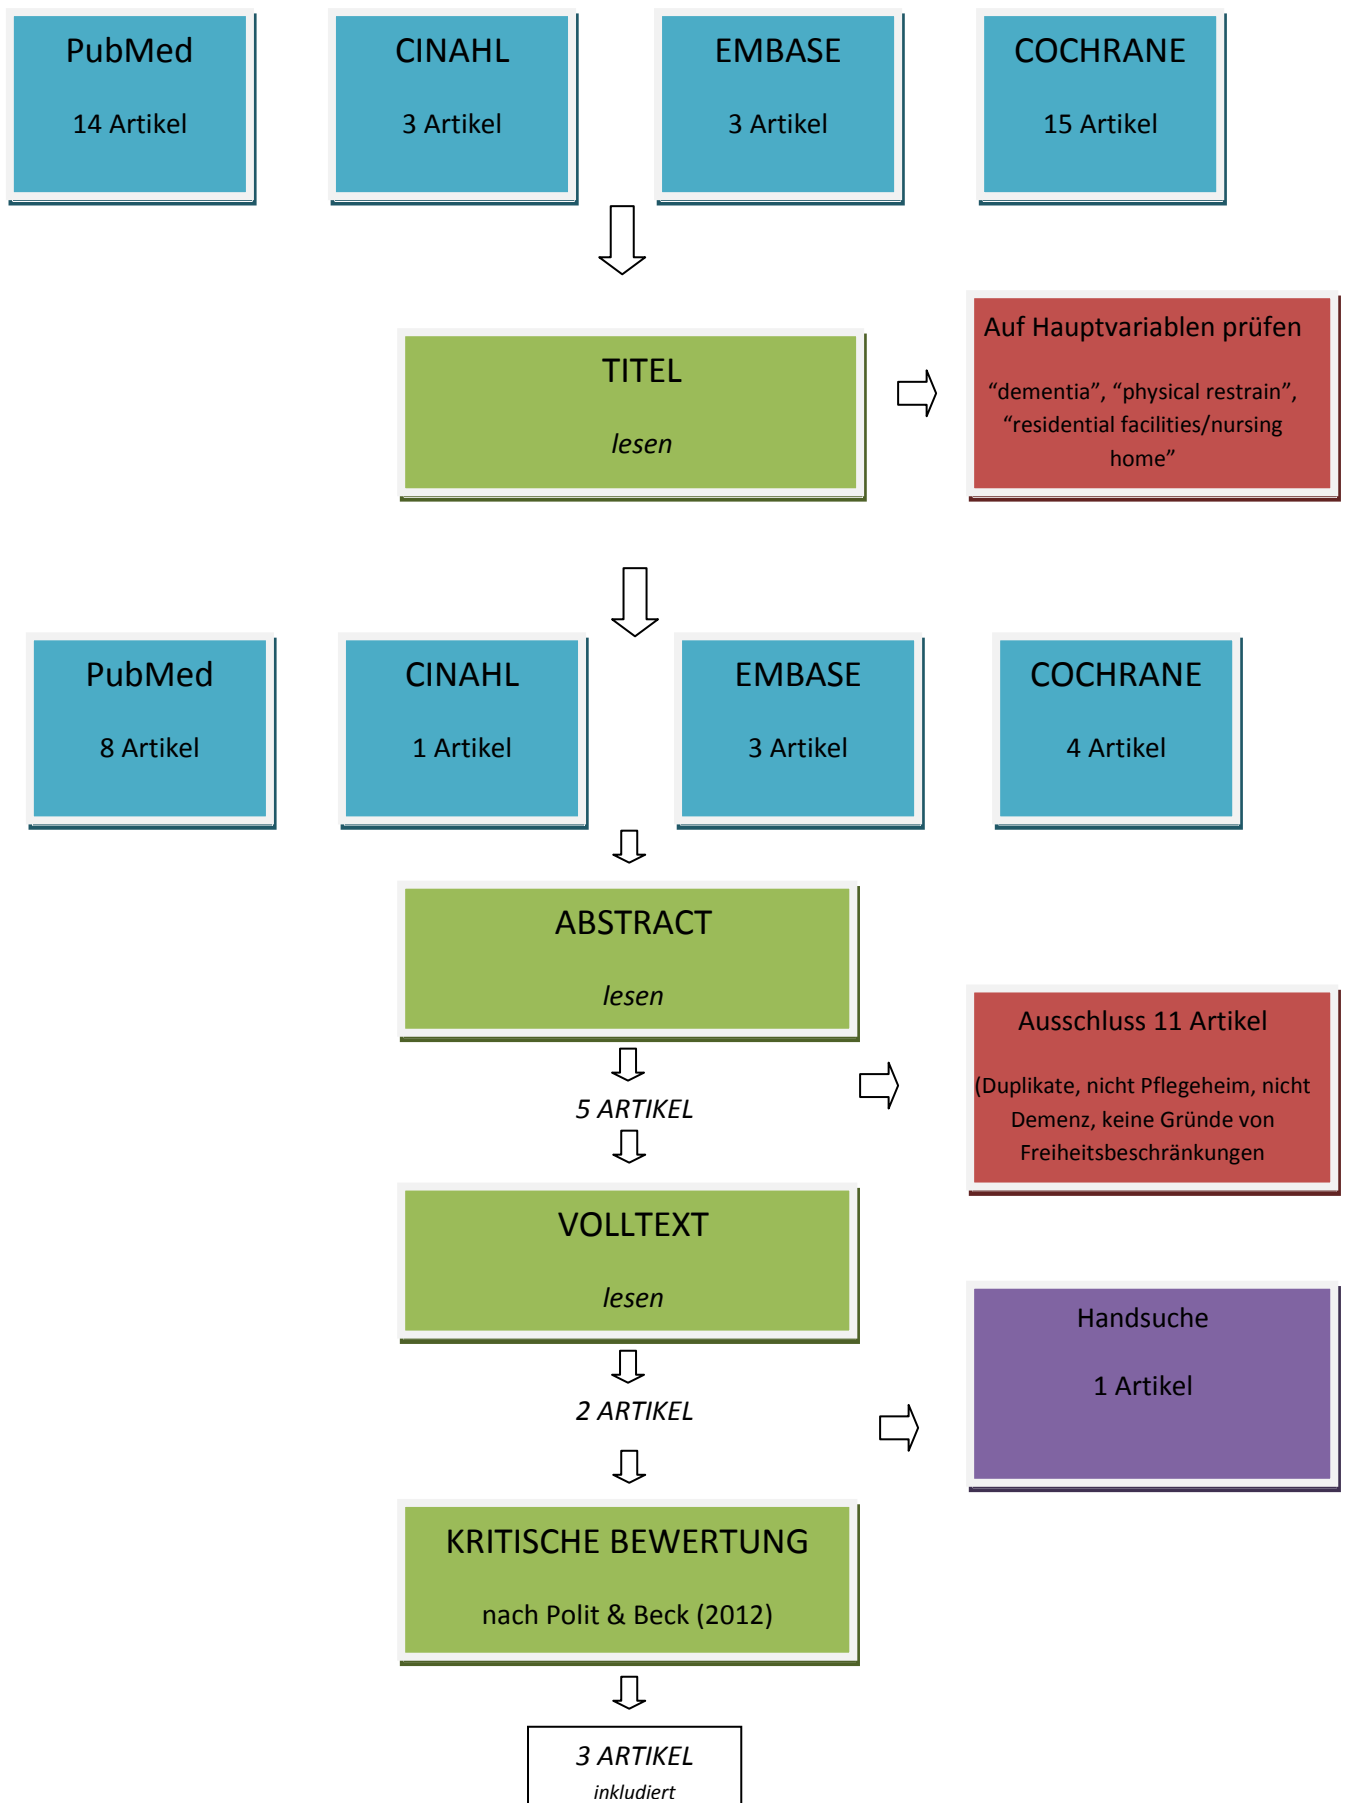 PubMed
14 Artikel
CINAHL
3 Artikel
EMBASE
3 Artikel
COCHRANE
15 Artikel
TITEL
lesen
Auf Hauptvariablen prüfen
“dementia”, “physical restrain”,
“residential facilities/nursing
home”
PubMed
8 Artikel
CINAHL
1 Artikel
EMBASE
3 Artikel
COCHRANE
4 Artikel
ABSTRACT
lesen
Ausschluss 11 Artikel
(Duplikate, nicht Pflegeheim, nicht
Demenz, keine Gründe von
Freiheitsbeschränkungen
5 ARTIKEL
VOLLTEXT
lesen
Handsuche
1 Artikel
2 ARTIKEL
KRITISCHE BEWERTUNG
nach Polit & Beck (2012)
3 ARTIKEL
inkludiert